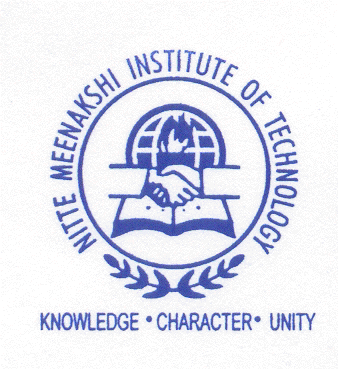 NITTE MEENAKSHI INSTITUTE OF TECHNOLOGY
KNOWLEDGE • CHARACTER • UNITY